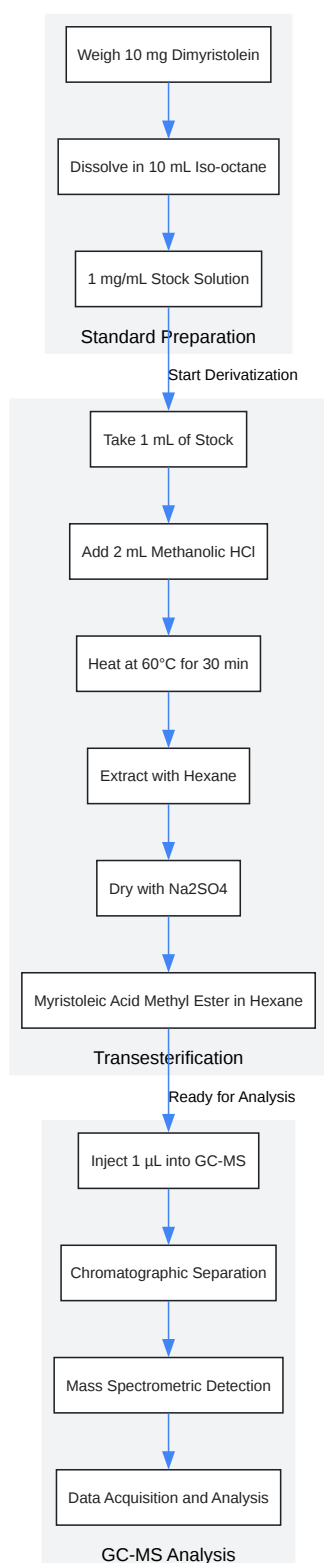 Weigh 10 mg Dimyristolein
Dissolve in 10 mL Iso-octane
1 mg/mL Stock Solution
Standard Preparation
Start Derivatization
Take 1 mL of Stock
Add 2 mL Methanolic HCl
Heat at 60°C for 30 min
Extract with Hexane
Dry with Na2SO4
Myristoleic Acid Methyl Ester in Hexane
Transesterification
Ready for Analysis
Inject 1 µL into GC-MS
Chromatographic Separation
Mass Spectrometric Detection
Data Acquisition and Analysis
GC-MS Analysis